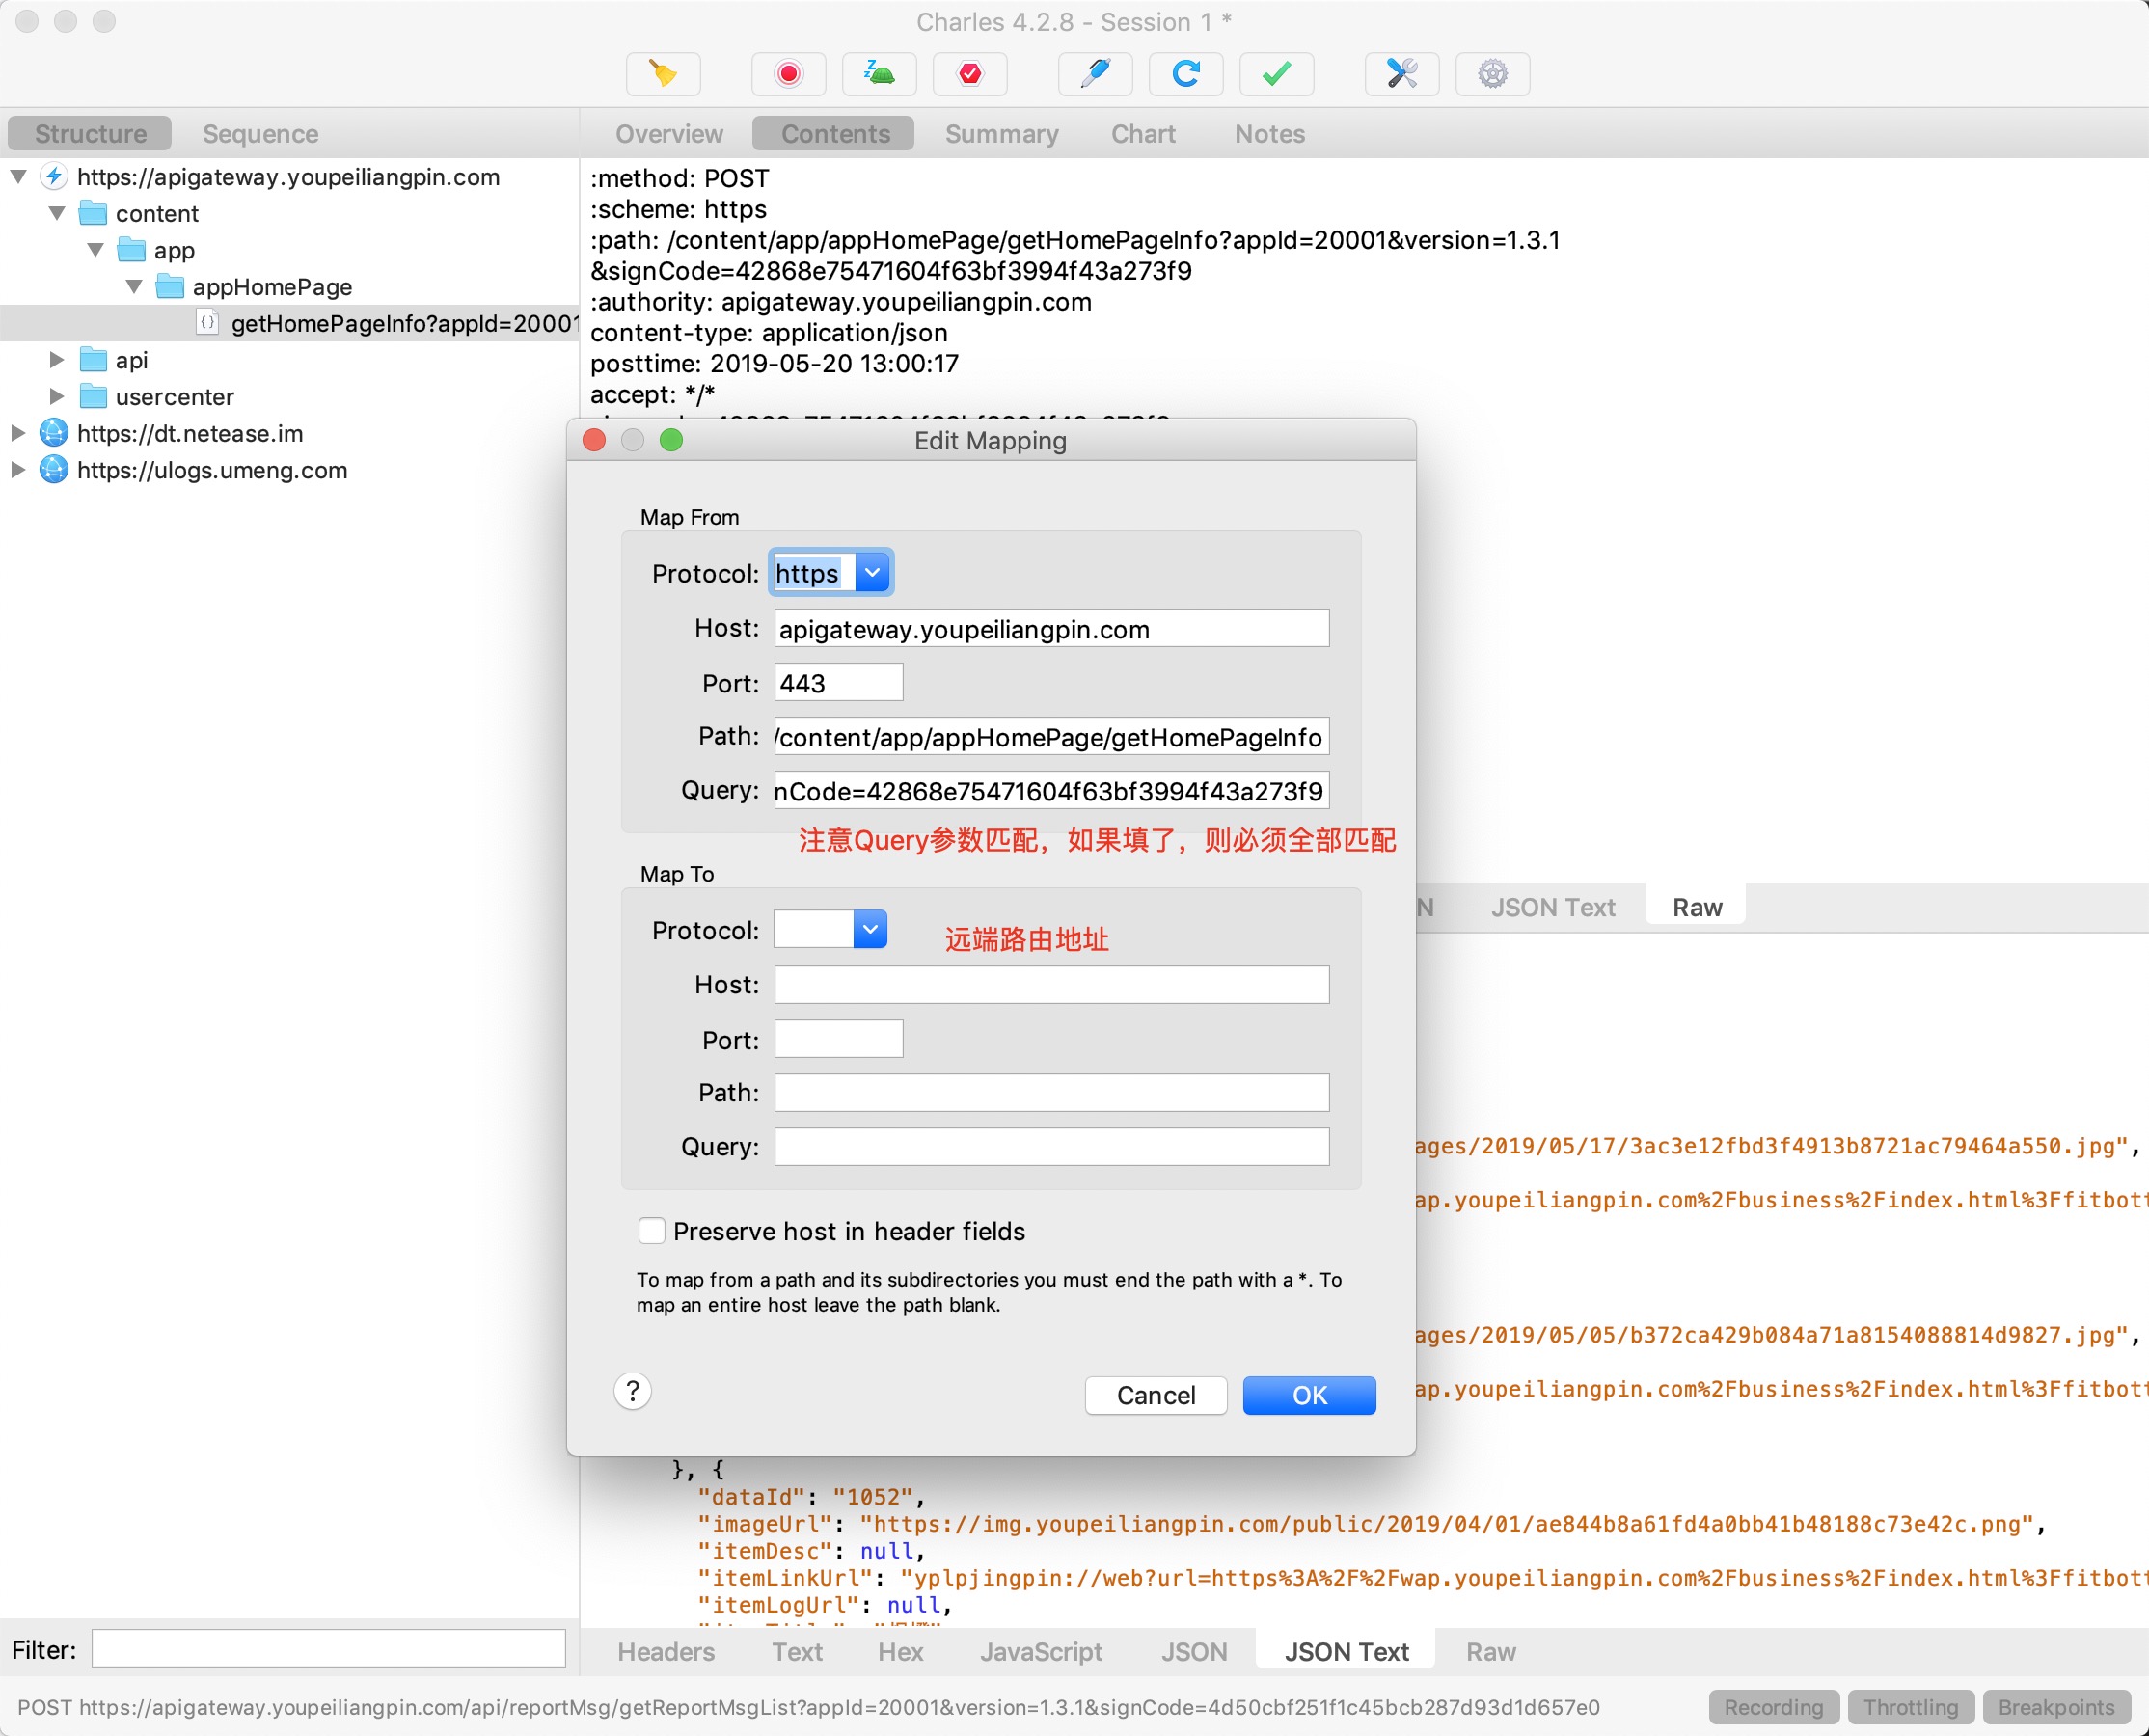 Charles 4.2.8 - Session 1 *
Structure
Sequence
Overview
Contents
Summary
Chart
Notes
https://apigateway.youpeiliangpin.com
content
app
appHomePage
getHomePageInfo?appId=20001
api
usercenter
https://dt.netease.im
https://ulogs.umeng.com
:method: POST
:scheme: https
:path: /content/app/appHomePage/getHomePageInfo?appId=20001&version=1.3.1
&signCode=42868e75471604f63bf3994f43a273f9
:authority: apigateway.youpeiliangpin.com
content-type: application/json
posttime: 2019-05-20 13:00:17
accept: */*
Edit Mapping
Map From
Protocol: https
Host: apigateway.youpeiliangpin.com
Port: 443
Path: /content/app/appHomePage/getHomePageInfo
Query: nCode=42868e75471604f63bf3994f43a273f9
注意Query参数匹配，如果填了，则必须全部匹配
Map To
Protocol:
远端路由地址
Host:
Port:
Path:
Query:
Preserve host in header fields
To map from a path and its subdirectories you must end the path with a *. To
map an entire host leave the path blank.
?
Cancel
OK
N
JSON Text
Raw
ages/2019/05/17/3ac3e12fbd3f4913b8721ac79464a550.jpg",
ap.youpeiliangpin.com%2Fbusiness%2Findex.html%3Ffitbott
ages/2019/05/05/b372ca429b084a71a8154088814d9827.jpg",
ap.youpeiliangpin.com%2Fbusiness%2Findex.html%3Ffitbott
}, {
"dataId": "1052",
"imageUrl": "https://img.youpeiliangpin.com/public/2019/04/01/ae844b8a61fd4a0bb41b48188c73e42c.png",
"itemDesc": null,
"itemLinkUrl": "yplpjingpin://web?url=https%3A%2F%2Fwap.youpeiliangpin.com%2Fbusiness%2Findex.html%3Ffitbott
"itemLogUrl": null,
Filter:
Headers
Text
Hex
JavaScript
JSON
JSON Text
Raw
POST https://apigateway.youpeiliangpin.com/api/reportMsg/getReportMsgList?appId=20001&version=1.3.1&signCode=4d50cbf251f1c45bcb287d93d1d657e0
Recording
Throttling
Breakpoints